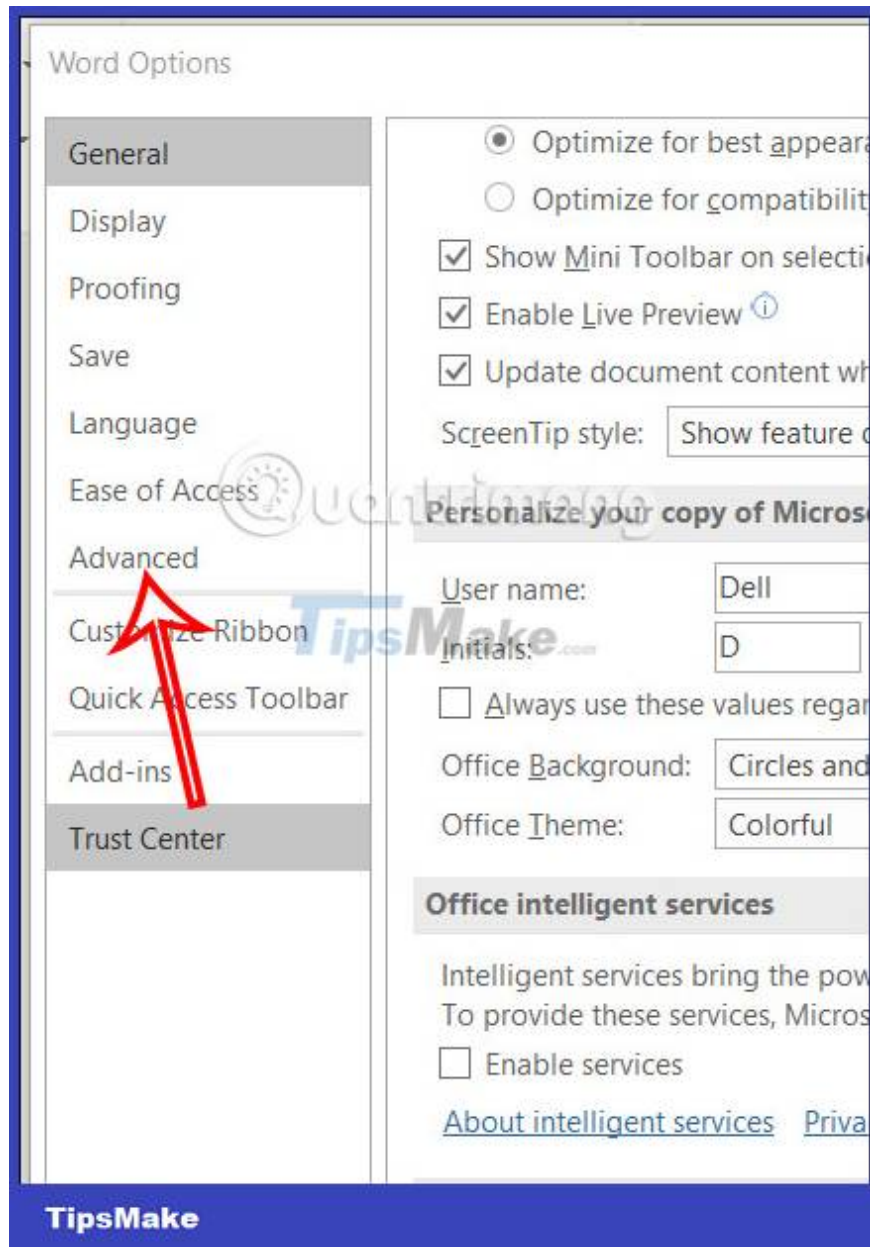 Word Options
General
Display
Proofing
Save
Language
Ease of Access
Advanced
Customize Ribbon
Quick Access Toolbar
Add-ins
Trust Center
Optimize for best appeara
Optimize for compatibilit
Show Mini Toolbar on selecti
Enable Live Preview
Update document content wh
ScreenTip style: Show feature d
Personalize your copy of Micros
User name: Dell
Initials: D
Always use these values regar
Office Background: Circles and
Office Theme: Colorful
Office intelligent services
Intelligent services bring the pow
To provide these services, Micros
Enable services
About intelligent services Priva
Quantrimang
TipsMake.com
TipsMake